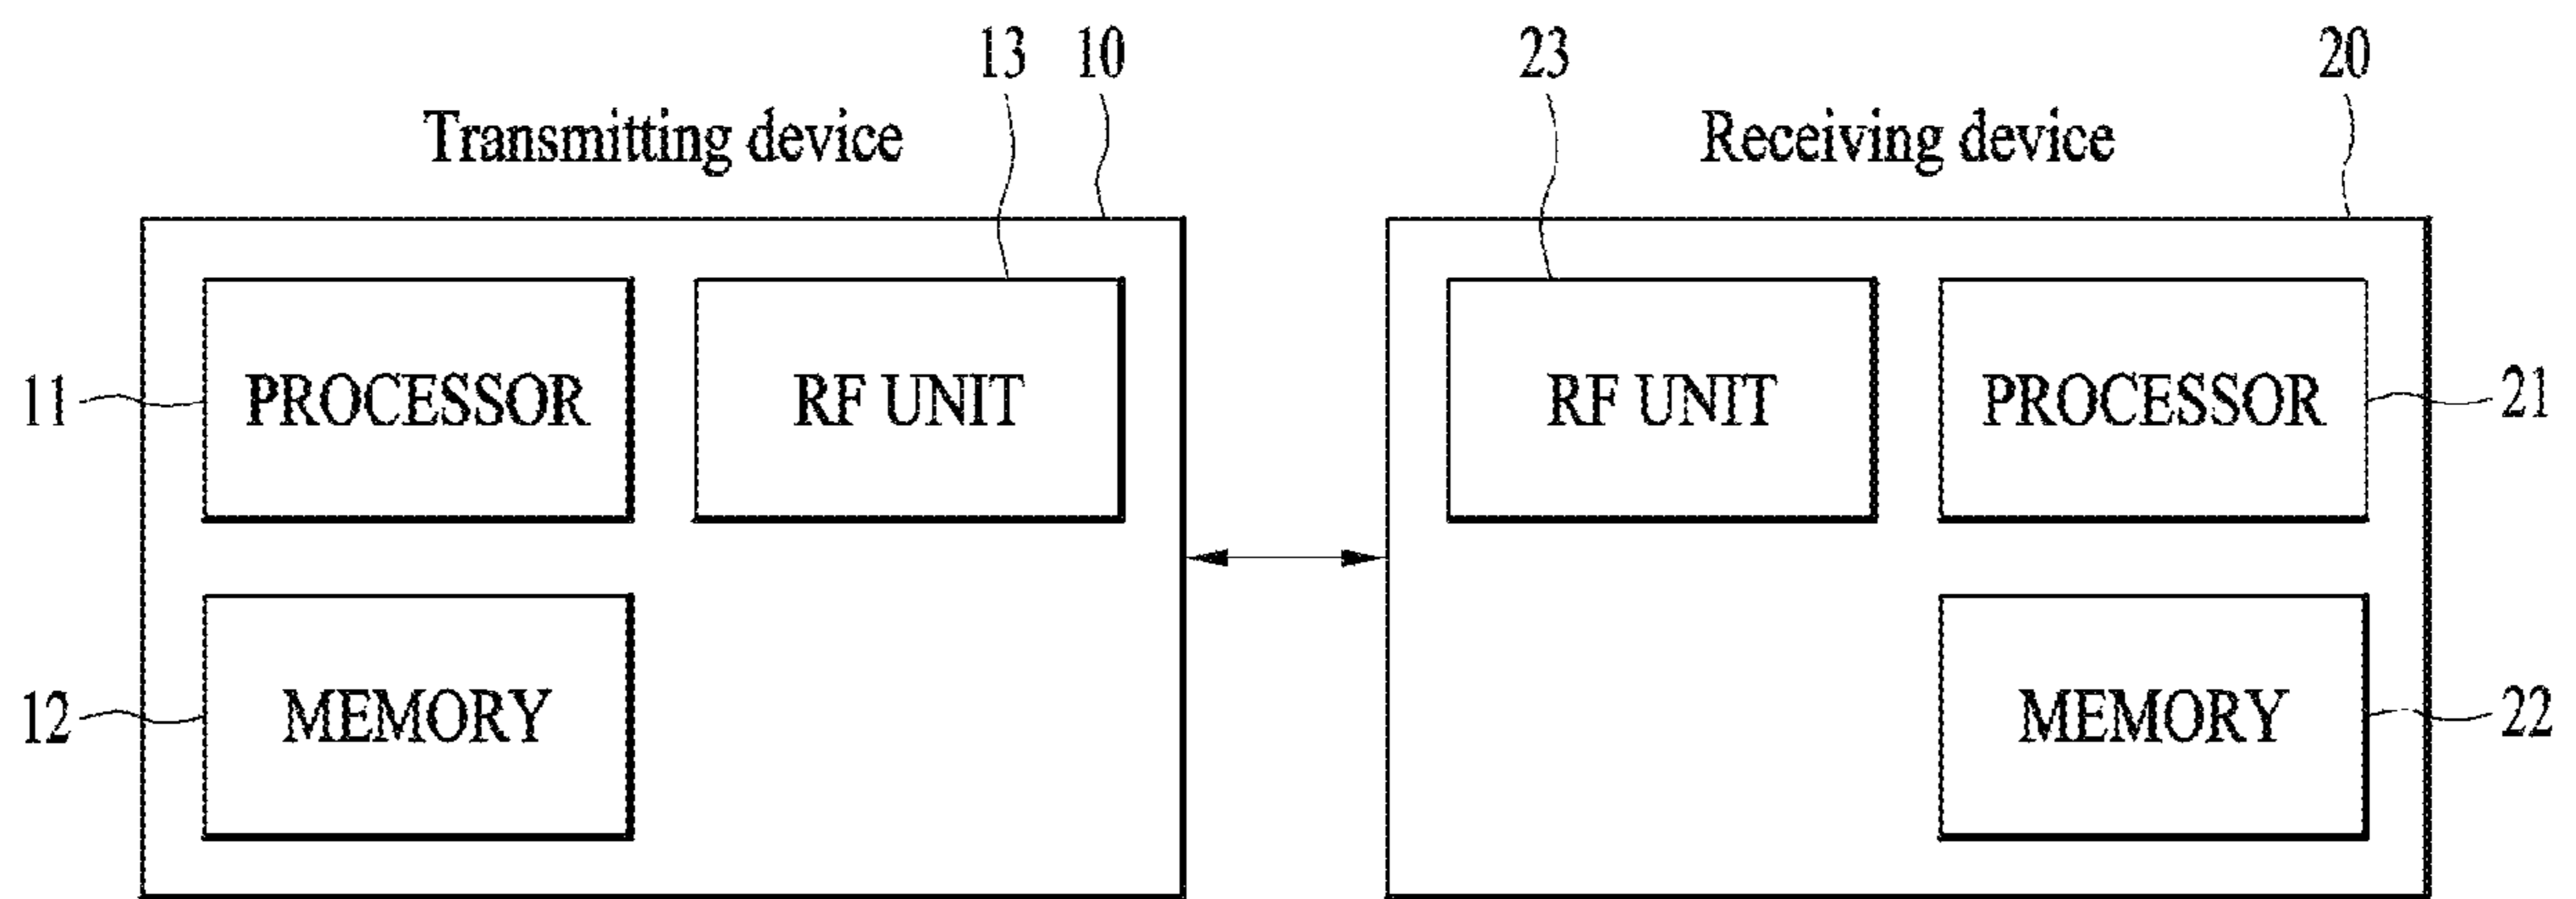 13 10 23 20
Transmitting device Receiving device
11 PROCESSOR RF UNIT RF UNIT PROCESSOR 21
12 MEMORY MEMORY 22